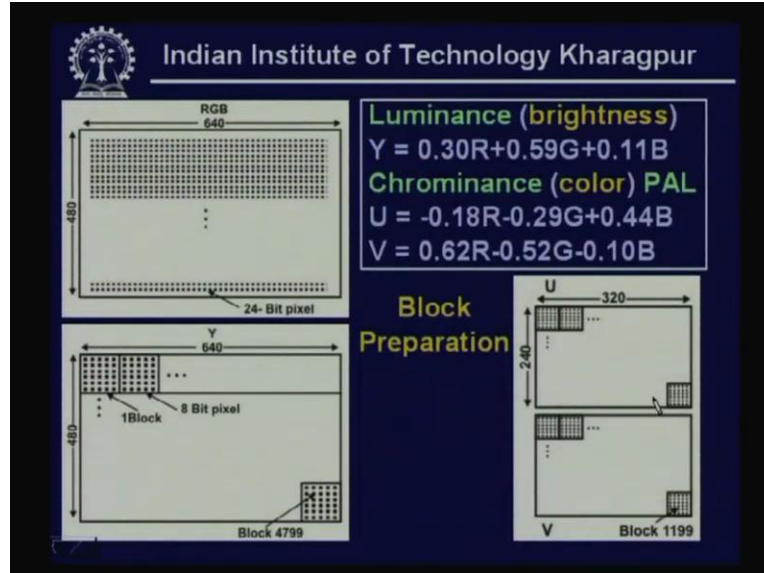 Indian Institute of Technology Kharagpur
RGB
640
480
24- Bit pixel
Luminance (brightness)
Y = 0.30R+0.59G+0.11B
Chrominance (color) PAL
U = -0.18R-0.29G+0.44B
V = 0.62R-0.52G-0.10B
Block
Preparation
Y
640
480
1Block
8 Bit pixel
Block 4799
U
320
240
V
Block 1199